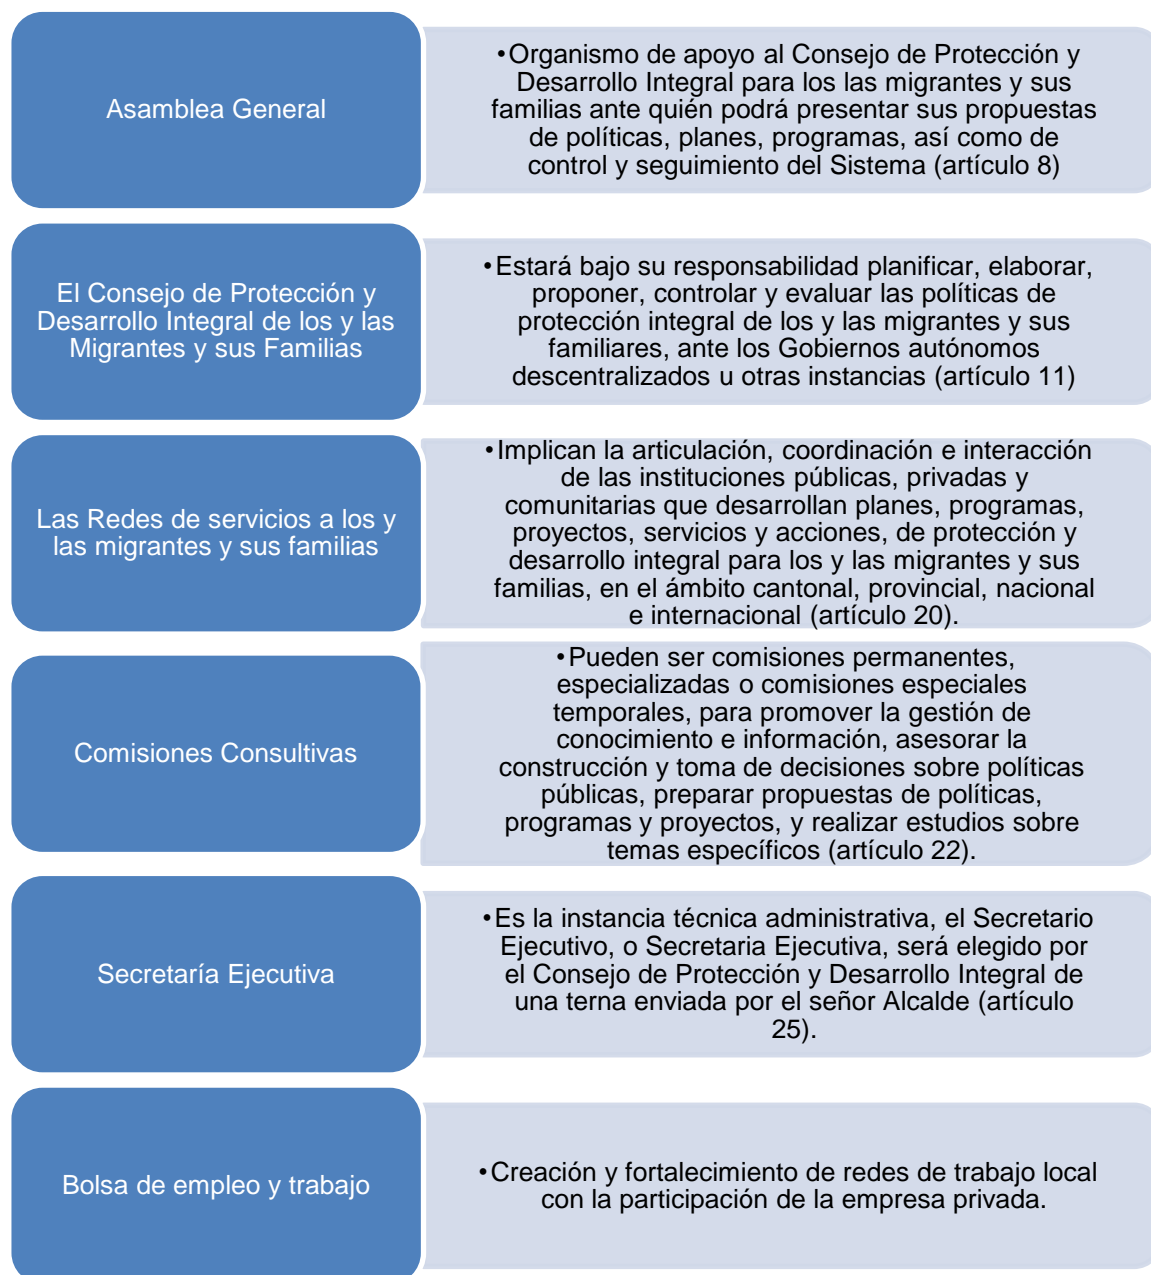 Asamblea General
•Organismo de apoyo al Consejo de Protección y
Desarrollo Integral para los las migrantes y sus
familias ante quién podrá presentar sus propuestas
de políticas, planes, programas, así como de
control y seguimiento del Sistema (artículo 8)
El Consejo de Protección y
Desarrollo Integral de los y las
Migrantes y sus Familias
•Estará bajo su responsabilidad planificar, elaborar,
proponer, controlar y evaluar las políticas de
protección integral de los y las migrantes y sus
familiares, ante los Gobiernos autónomos
descentralizados u otras instancias (artículo 11)
Las Redes de servicios a los y
las migrantes y sus familias
•Implican la articulación, coordinación e interacción
de las instituciones públicas, privadas y
comunitarias que desarrollan planes, programas,
proyectos, servicios y acciones, de protección y
desarrollo integral para los y las migrantes y sus
familias, en el ámbito cantonal, provincial, nacional
e internacional (artículo 20).
Comisiones Consultivas
•Pueden ser comisiones permanentes,
especializadas o comisiones especiales
temporales, para promover la gestión de
conocimiento e información, asesorar la
construcción y toma de decisiones sobre políticas
públicas, preparar propuestas de políticas,
programas y proyectos, y realizar estudios sobre
temas específicos (artículo 22).
Secretaría Ejecutiva
•Es la instancia técnica administrativa, el Secretario
Ejecutivo, o Secretaria Ejecutiva, será elegido por
el Consejo de Protección y Desarrollo Integral de
una terna enviada por el señor Alcalde (artículo
25).
Bolsa de empleo y trabajo
•Creación y fortalecimiento de redes de trabajo local
con la participación de la empresa privada.